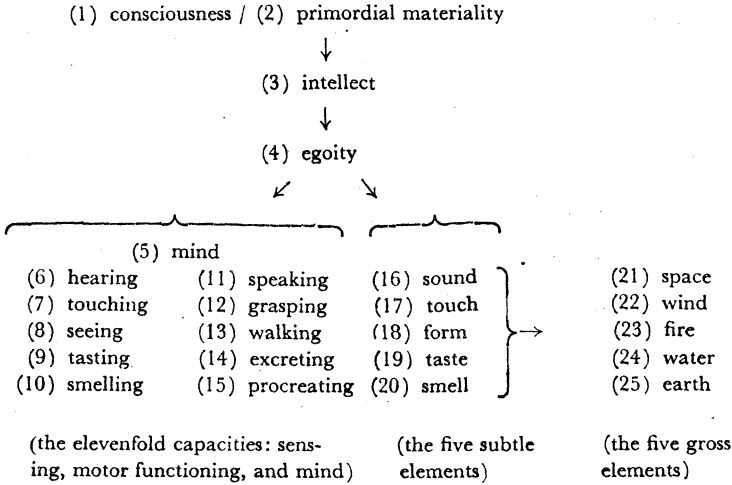 (1) consciousness / (2) primordial materiality
↓
(3) intellect
↓
(4) egoity
↙ ↘
(5) mind
(6) hearing (11) speaking (16) sound (21) space
(7) touching (12) grasping (17) touch (22) wind
(8) seeing (13) walking (18) form → (23) fire
(9) tasting (14) excreting (19) taste (24) water
(10) smelling (15) procreating (20) smell (25) earth
(the elevenfold capacities: sens- (the five subtle (the five gross
ing, motor functioning, and mind) elements) elements)